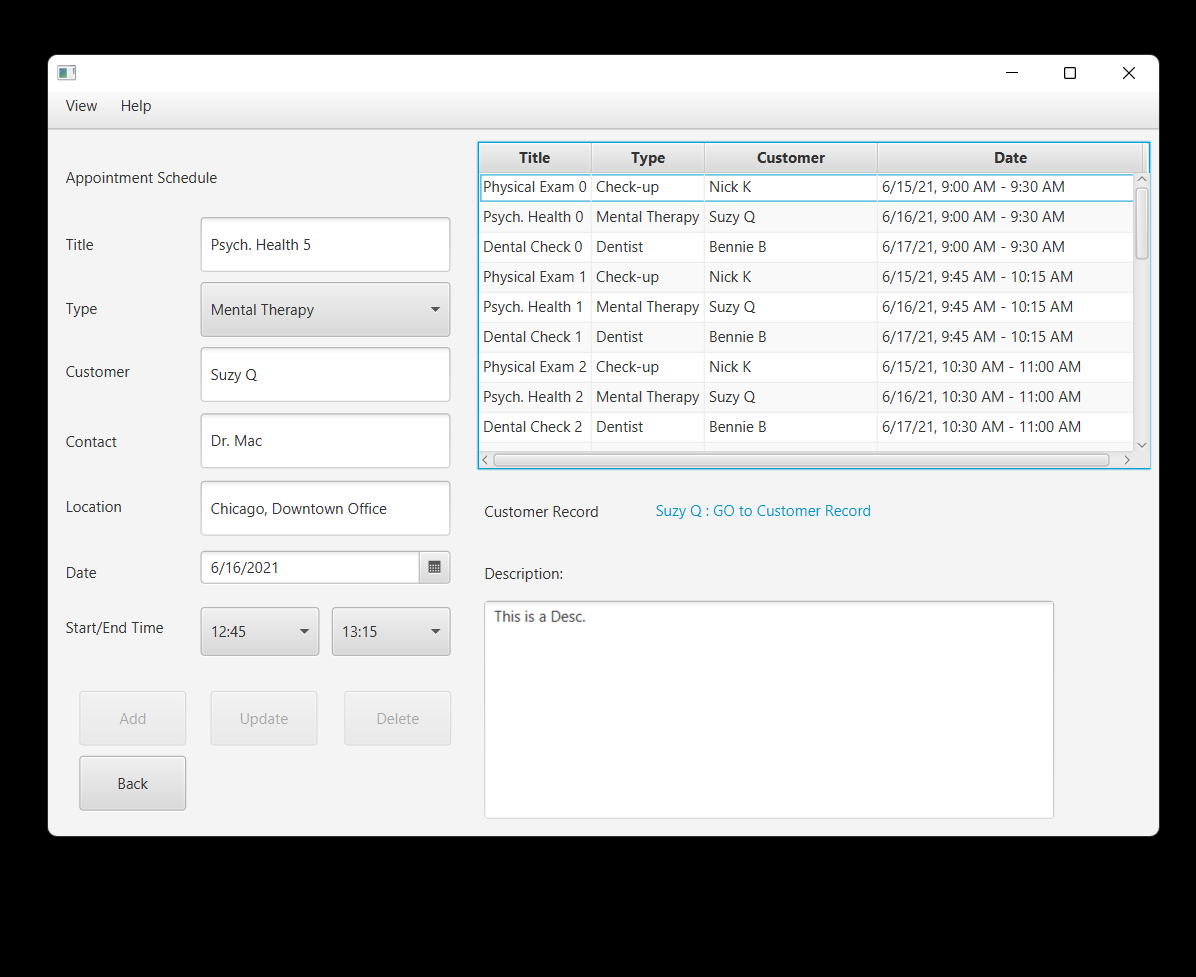 View Help
Appointment Schedule
Title Psych. Health 5
Type Mental Therapy
Customer Suzy Q
Contact Dr. Mac
Location Chicago, Downtown Office
Date 6/16/2021
Start/End Time 12:45 13:15
Add Update Delete
Back
Title Type Customer Date
Physical Exam 0 Check-up Nick K 6/15/21, 9:00 AM - 9:30 AM
Psych. Health 0 Mental Therapy Suzy Q 6/16/21, 9:00 AM - 9:30 AM
Dental Check 0 Dentist Bennie B 6/17/21, 9:00 AM - 9:30 AM
Physical Exam 1 Check-up Nick K 6/15/21, 9:45 AM - 10:15 AM
Psych. Health 1 Mental Therapy Suzy Q 6/16/21, 9:45 AM - 10:15 AM
Dental Check 1 Dentist Bennie B 6/17/21, 9:45 AM - 10:15 AM
Physical Exam 2 Check-up Nick K 6/15/21, 10:30 AM - 11:00 AM
Psych. Health 2 Mental Therapy Suzy Q 6/16/21, 10:30 AM - 11:00 AM
Dental Check 2 Dentist Bennie B 6/17/21, 10:30 AM - 11:00 AM
Customer Record Suzy Q : GO to Customer Record
Description:
This is a Desc.